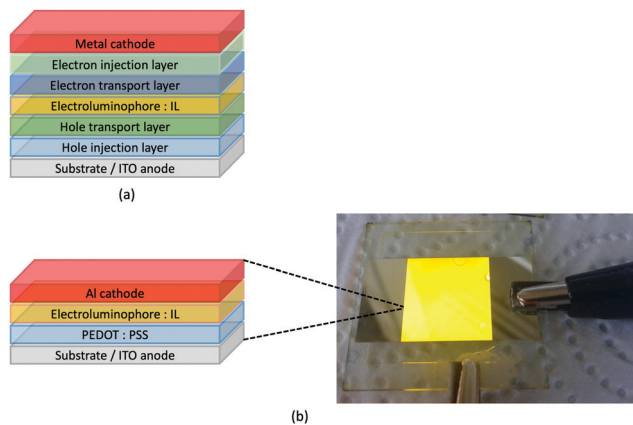 Metal cathode
Electron injection layer
Electron transport layer
Electroluminophore : IL
Hole transport layer
Hole injection layer
Substrate / ITO anode
(a)
Al cathode
Electroluminophore : IL
PEDOT : PSS
Substrate / ITO anode
(b)